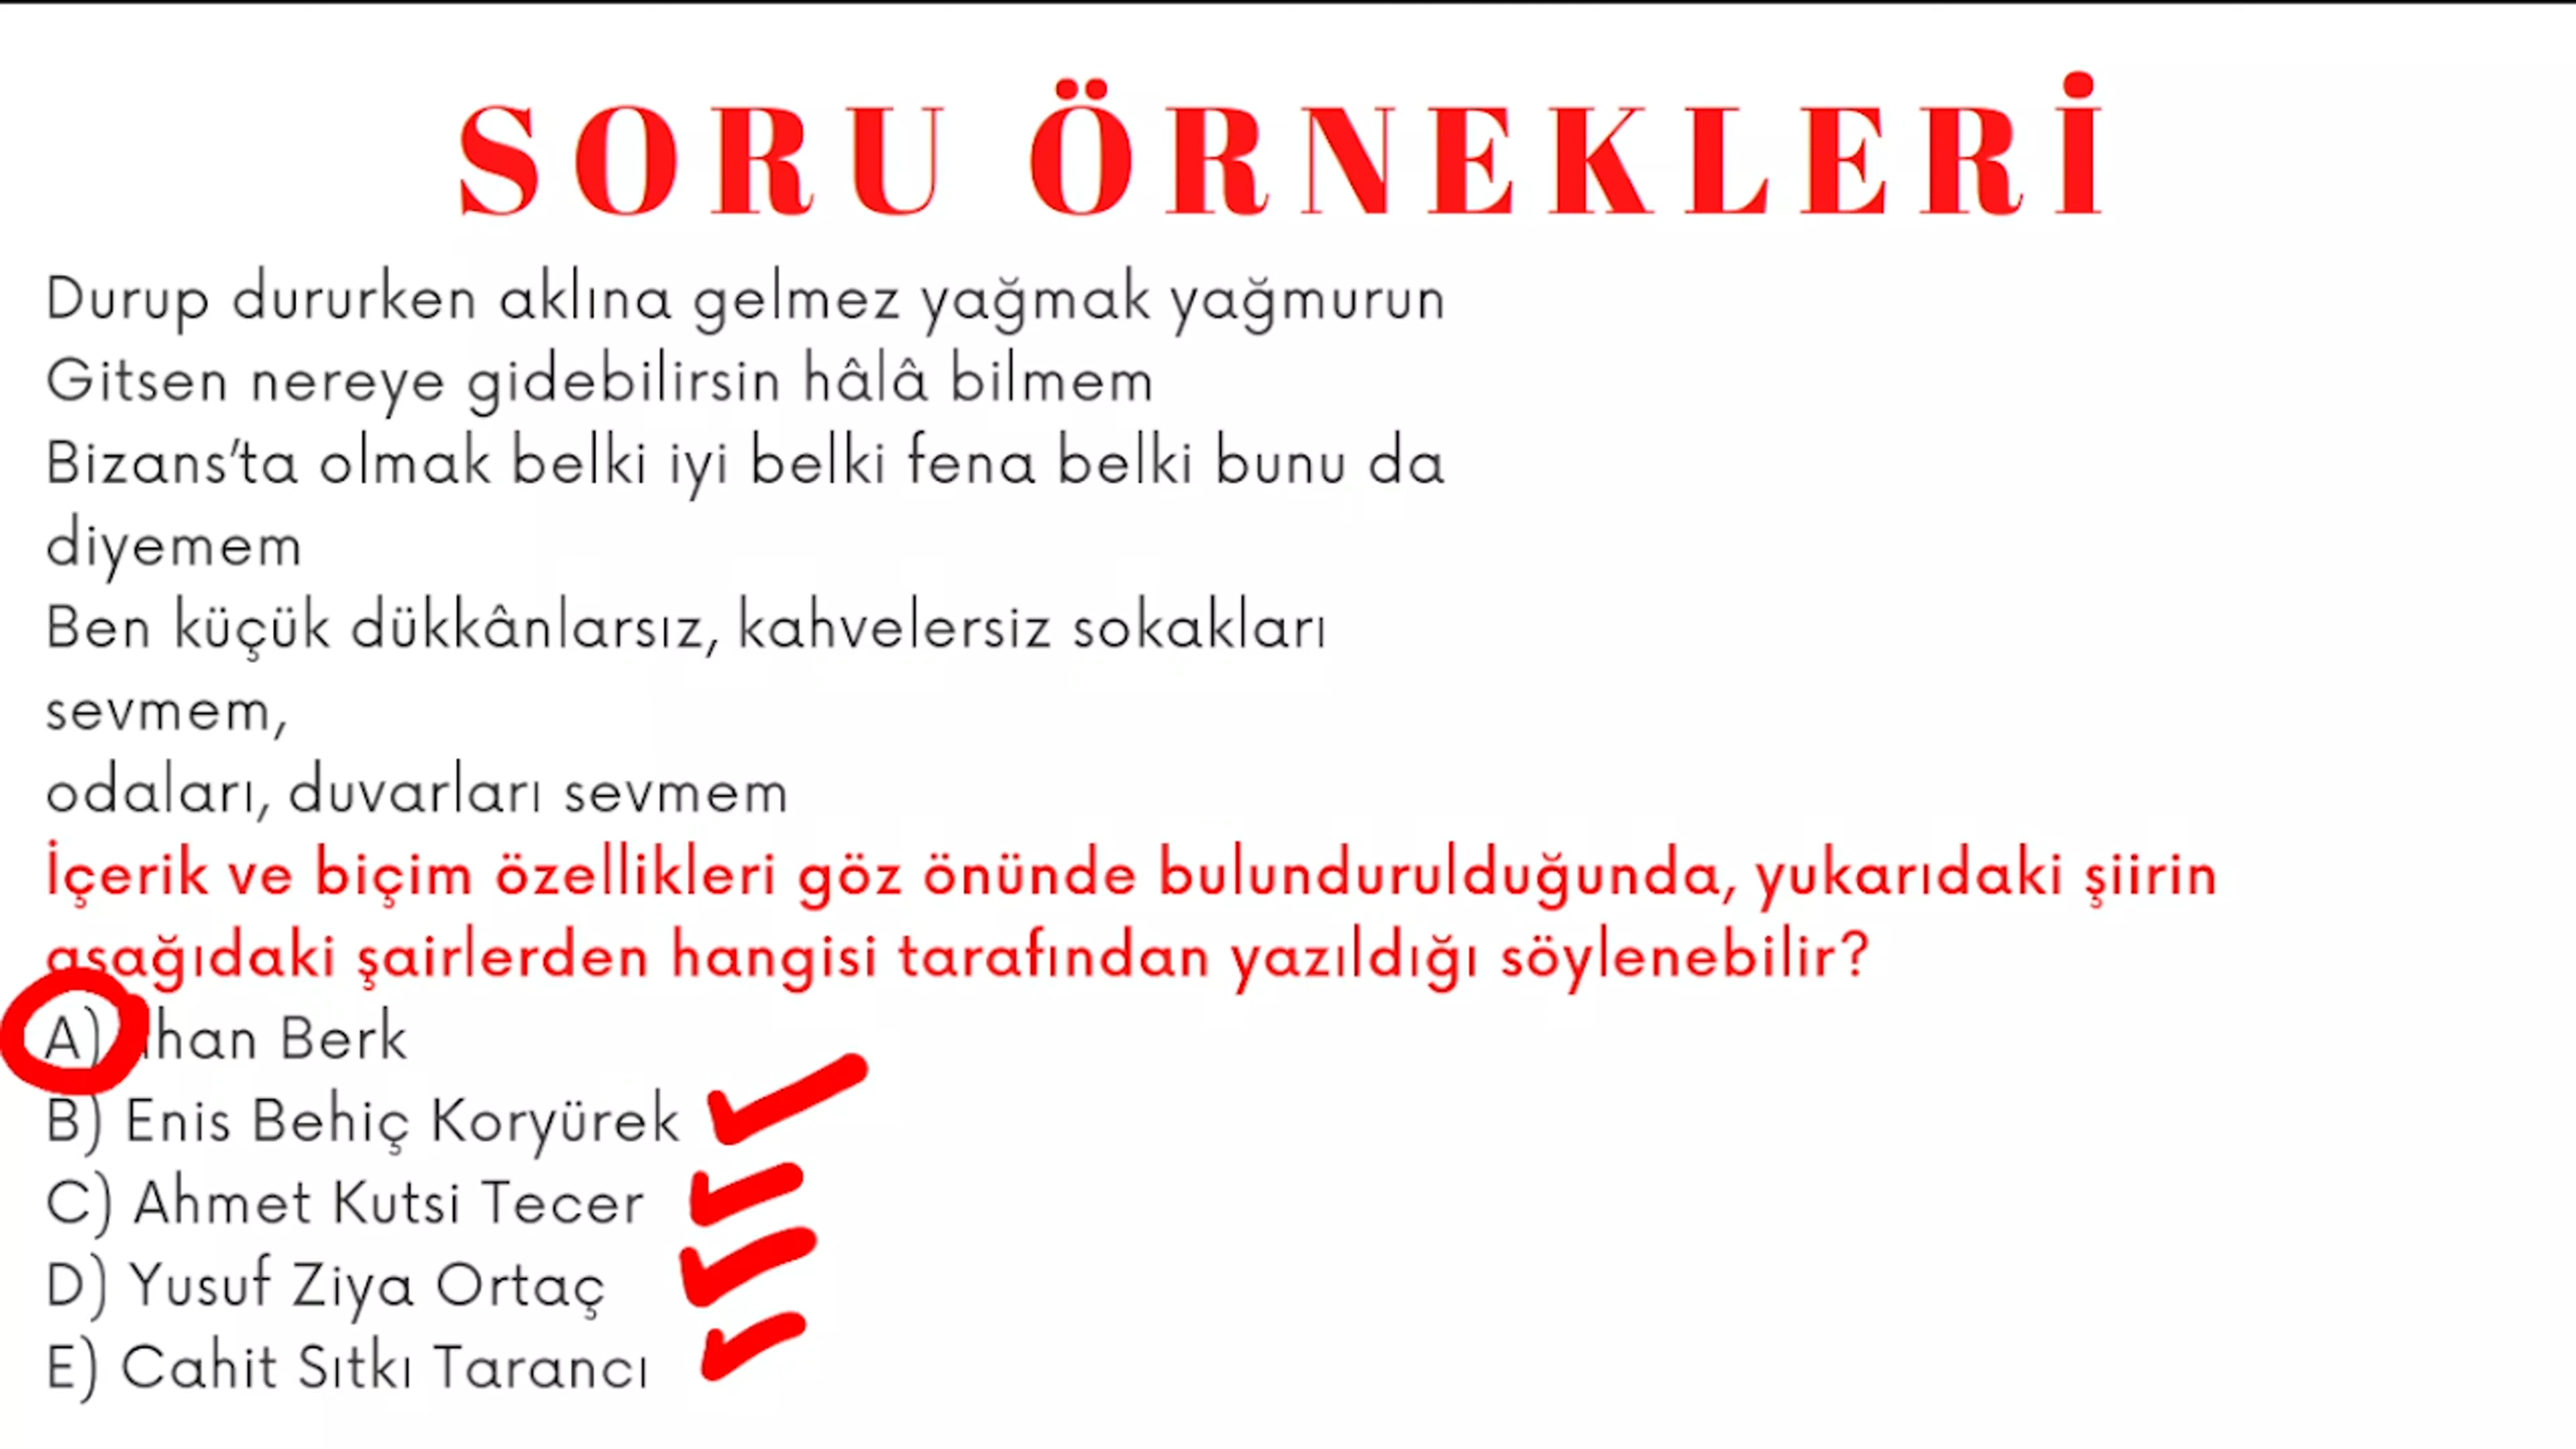 SORU ÖRNEKLERİ
Durup dururken aklına gelmez yağmak yağmurun
Gitsen nereye gidebilirsin hâlâ bilmem
Bizans'ta olmak belki iyi belki fena belki bunu da
diyemem
Ben küçük dükkânlarsız, kahvelersiz sokakları
sevmem,
odaları, duvarları sevmem
İçerik ve biçim özellikleri göz önünde bulundurulduğunda, yukarıdaki şiirin
aşağıdaki şairlerden hangisi tarafından yazıldığı söylenebilir?
A) İlhan Berk
B) Enis Behiç Koryürek
C) Ahmet Kutsi Tecer
D) Yusuf Ziya Ortaç
E) Cahit Sıtkı Tarancı